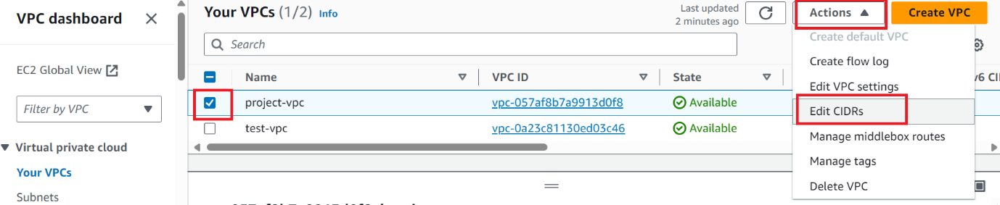 VPC dashboard
EC2 Global View
Filter by VPC
Virtual private cloud
Your VPCs
Subnets
Your VPCs (1/2) Info
Last updated
2 minutes ago
Actions
Create VPC
Search
Name VPC ID State v6 CI
project-vpc vpc-057af8b7a9913d0f8 Available
test-vpc vpc-0a23c81130ed03c46 Available
Create default VPC
Create flow log
Edit VPC settings
Edit CIDRs
Manage middlebox routes
Manage tags
Delete VPC